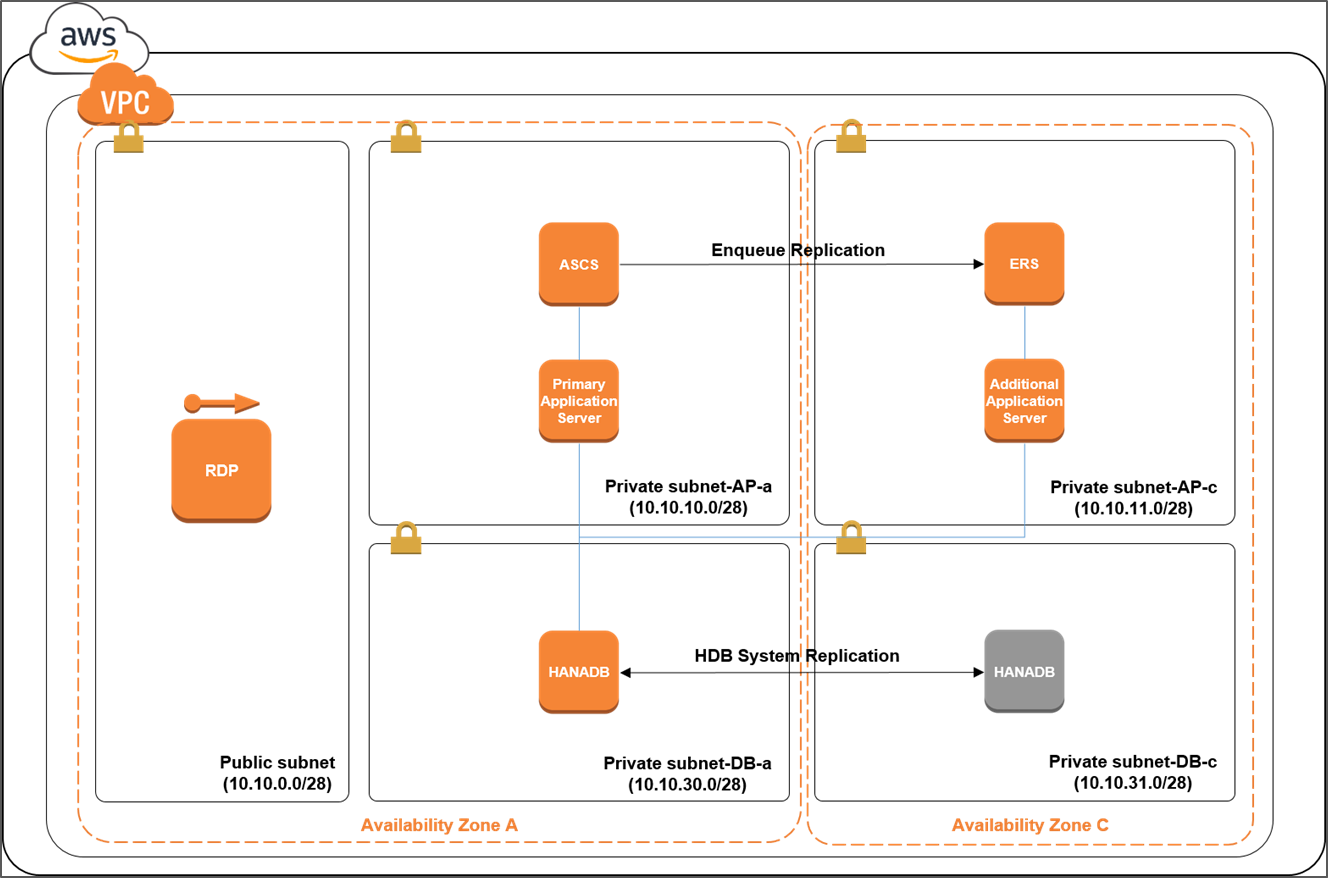 aws
VPC
ASCS
Enqueue Replication
ERS
Primary
Application
Server
Additional
Application
Server
RDP
Private subnet-AP-a
(10.10.10.0/28)
Private subnet-AP-c
(10.10.11.0/28)
HANADB
HDB System Replication
HANADB
Public subnet
(10.10.0.0/28)
Private subnet-DB-a
(10.10.30.0/28)
Private subnet-DB-c
(10.10.31.0/28)
Availability Zone A
Availability Zone C